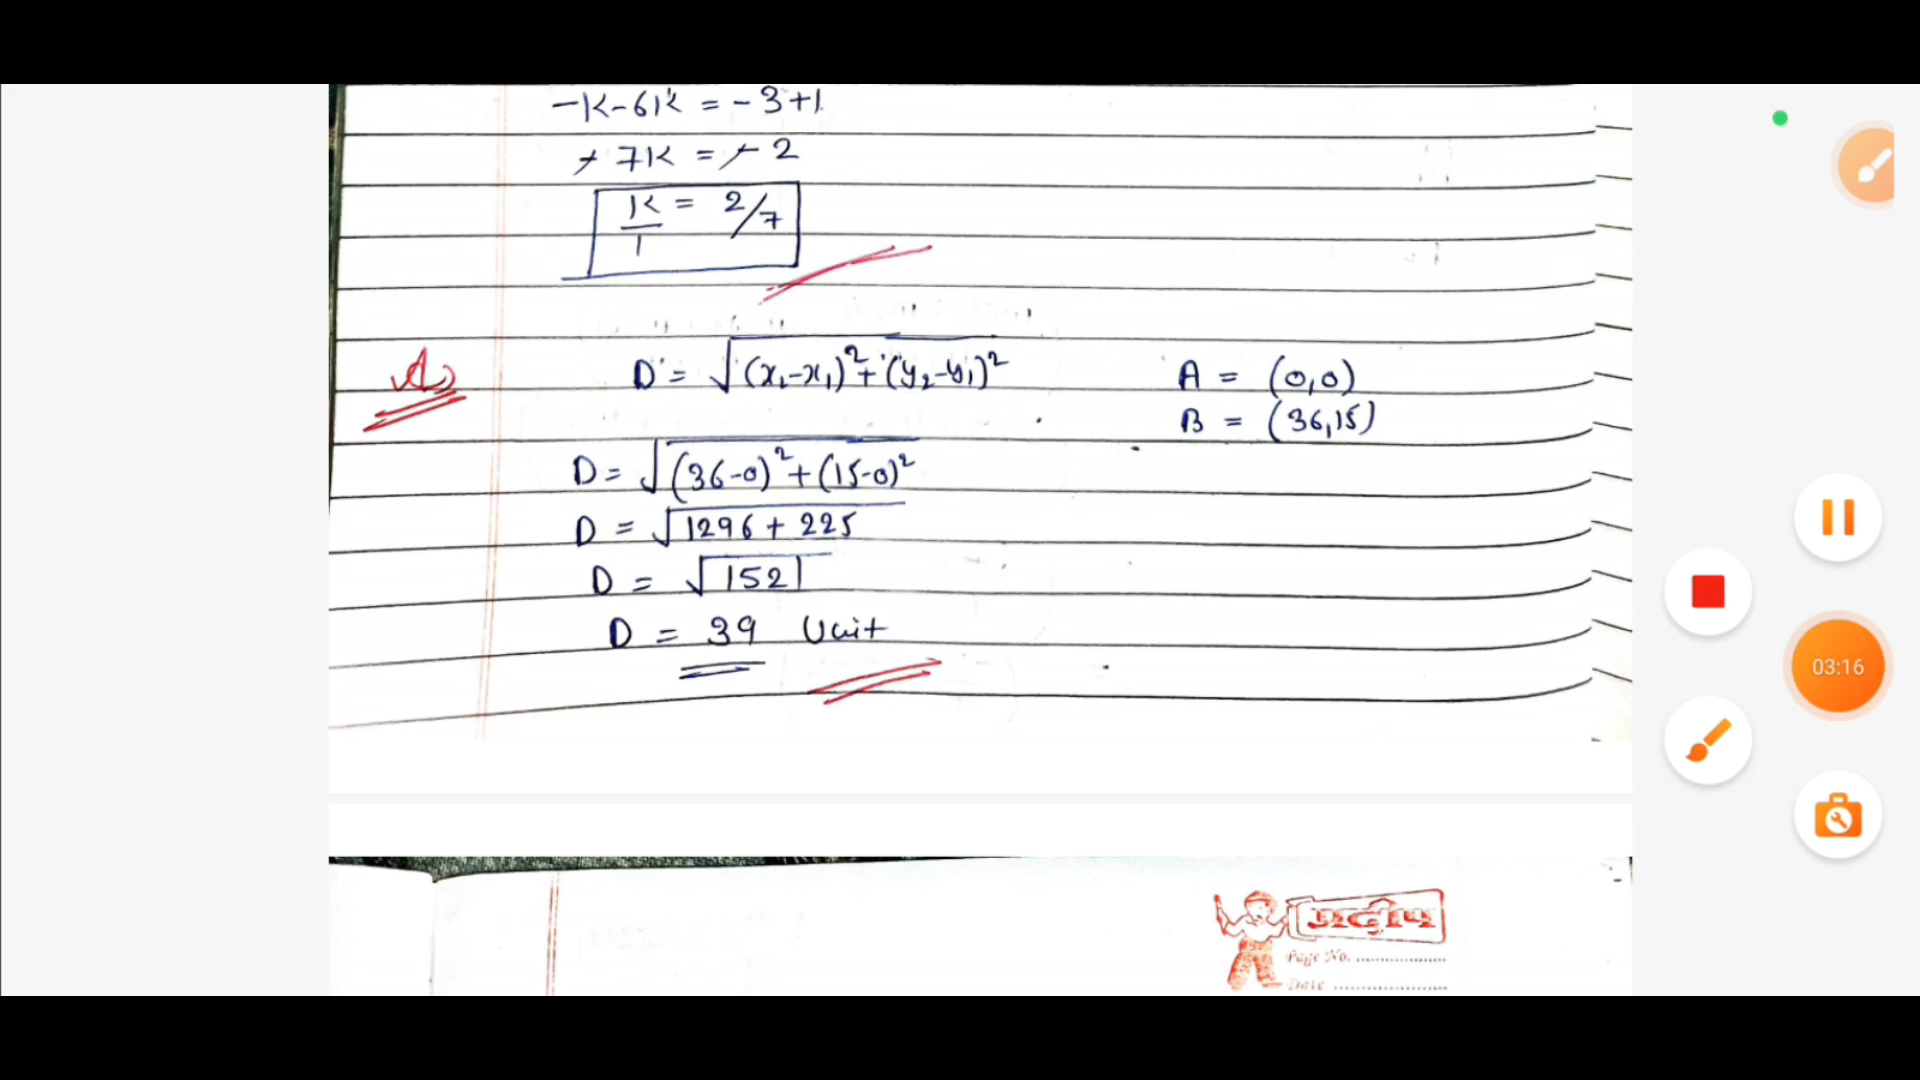 -K-6K = -3+1
-7K = -2
K/1 = 2/7
A)
D = √(x₂-x₁)²+(y₂-y₁)²
A = (0,0)
B = (36,15)
D = √(36-0)²+(15-0)²
D = √1296+225
D = √1521
D = 39 Unit
03:16
प्रदीप
Page No.
Date